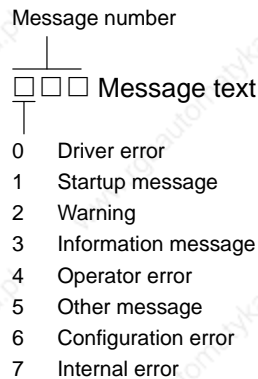 Message number
□□□ Message text
0 Driver error
1 Startup message
2 Warning
3 Information message
4 Operator error
5 Other message
6 Configuration error
7 Internal error